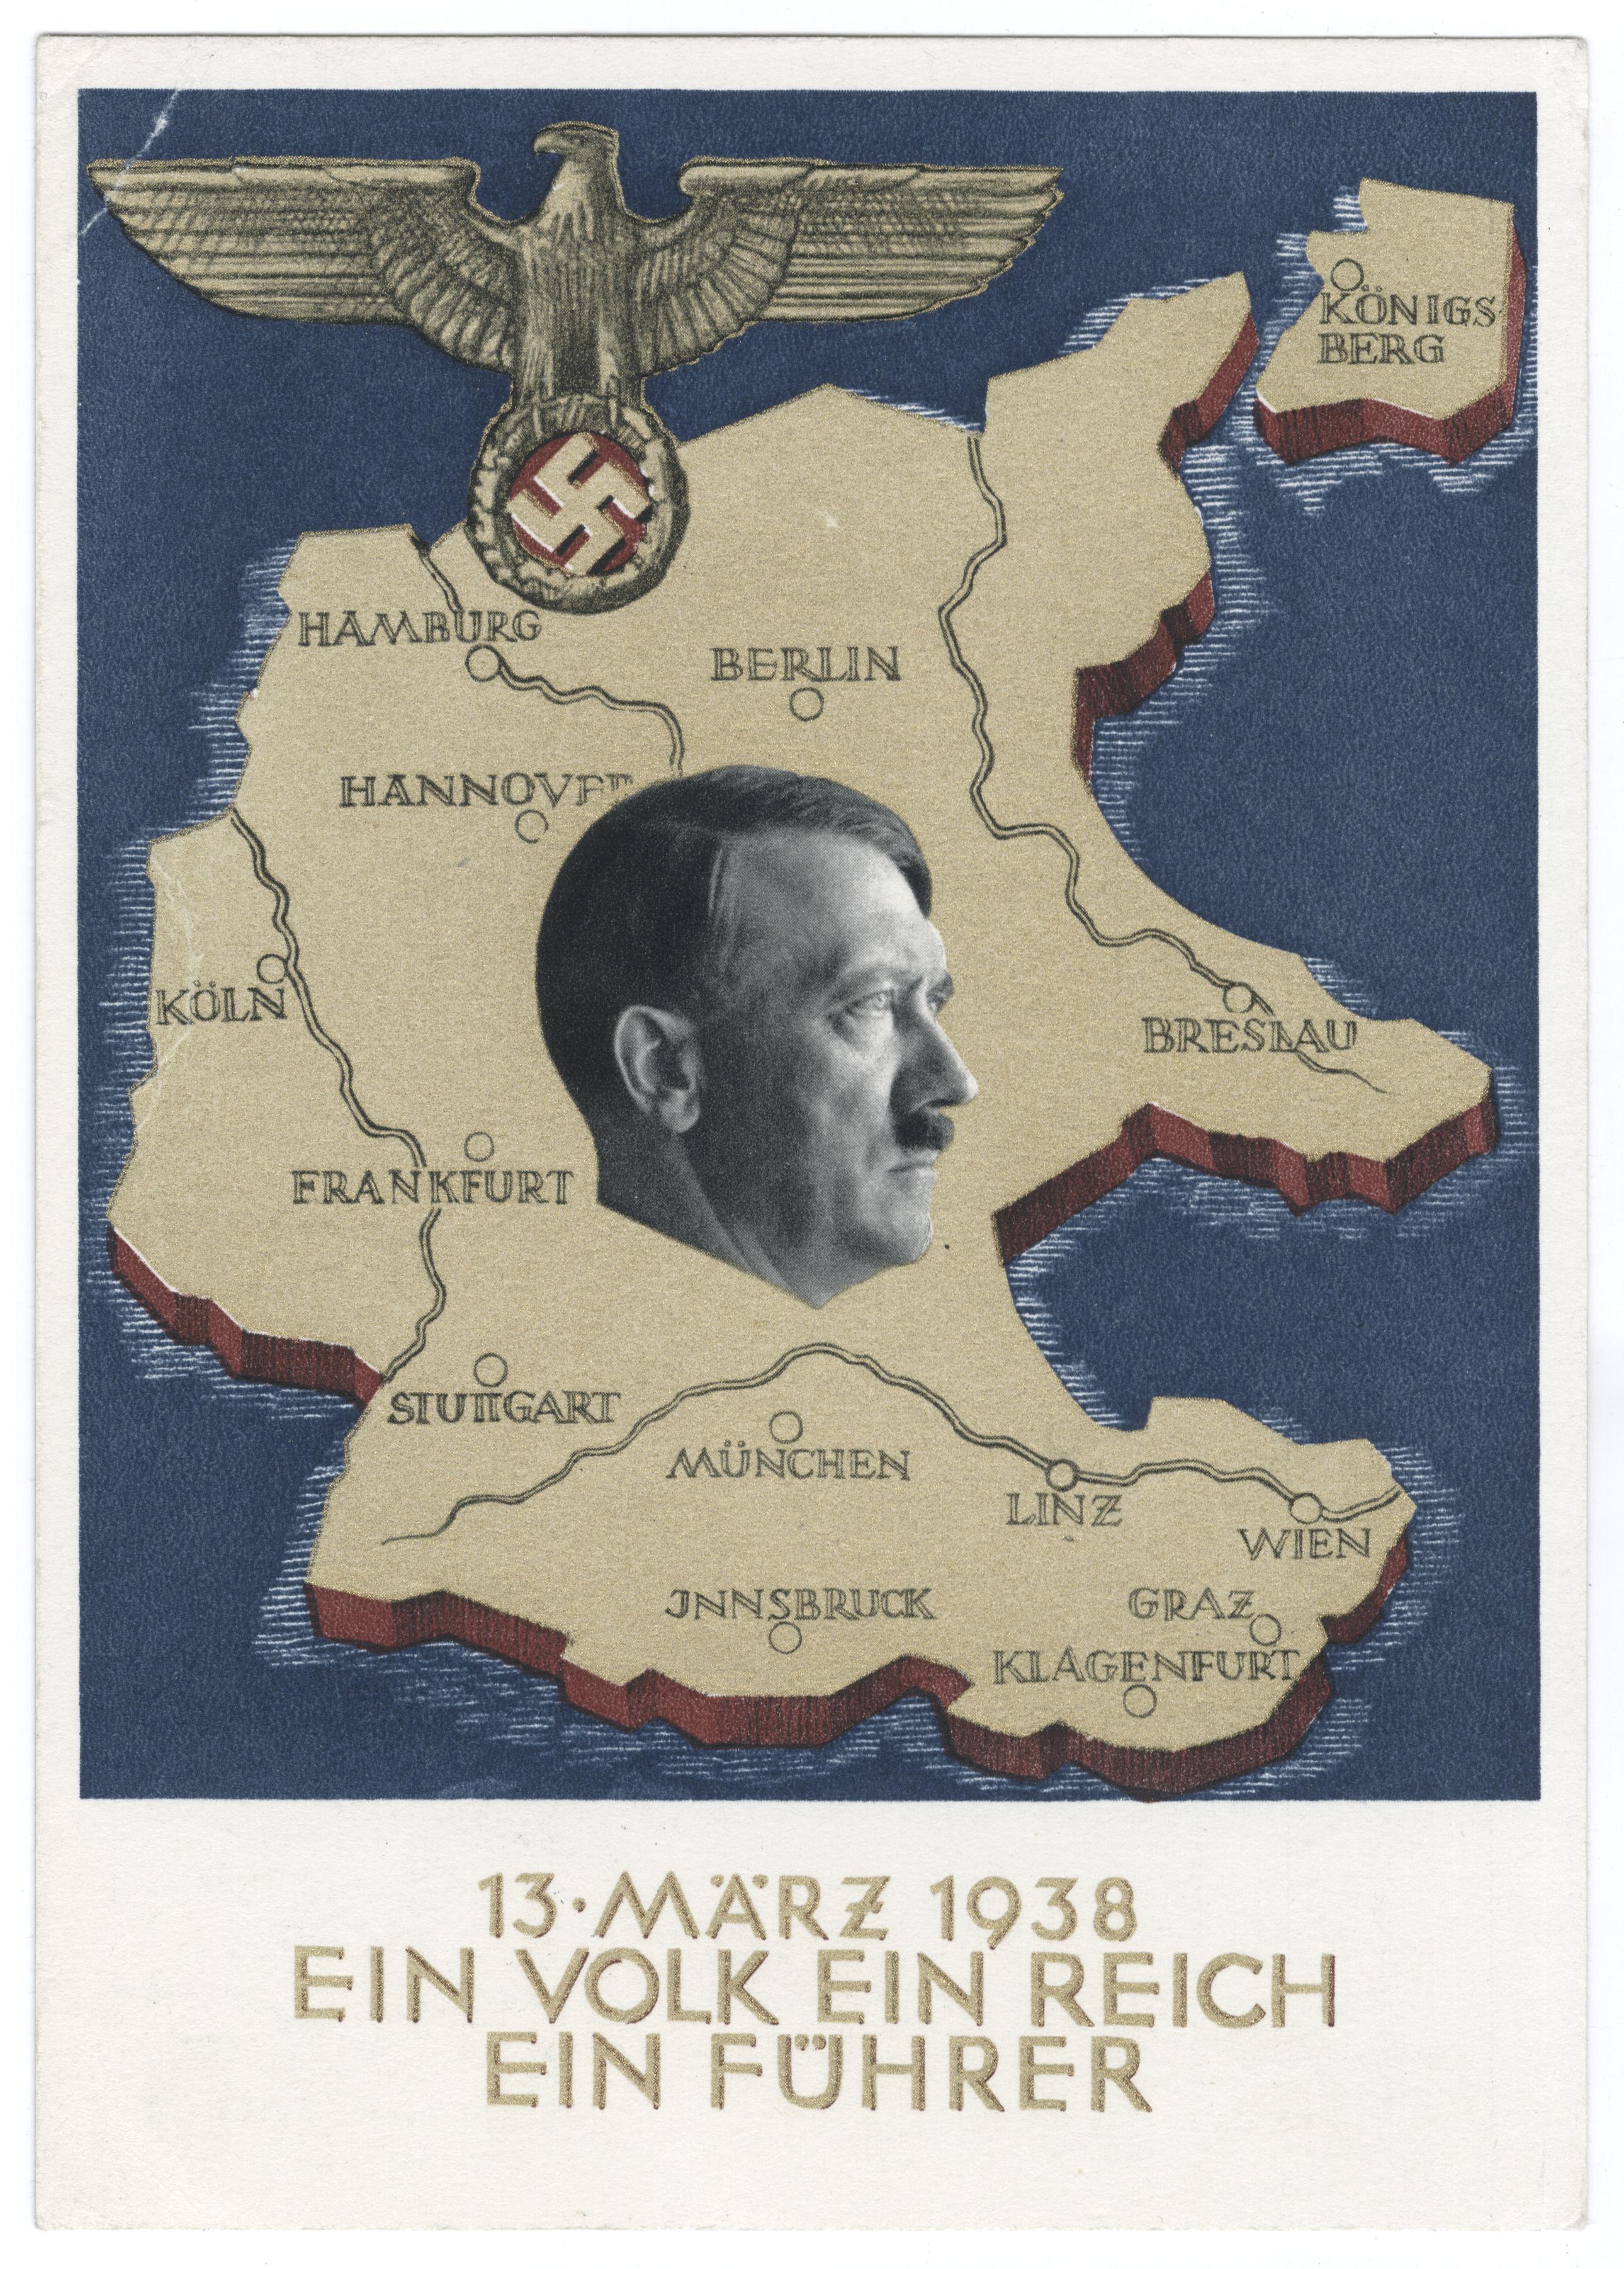 KÖNIGS-
BERG
HAMBURG
BERLIN
HANNOVER
KÖLN
BRESLAU
FRANKFURT
STUTTGART
MÜNCHEN
LINZ
WIEN
JNNSBRUCK
GRAZ
KLAGENFURT
13·MÄRZ 1938
EIN VOLK EIN REICH
EIN FÜHRER